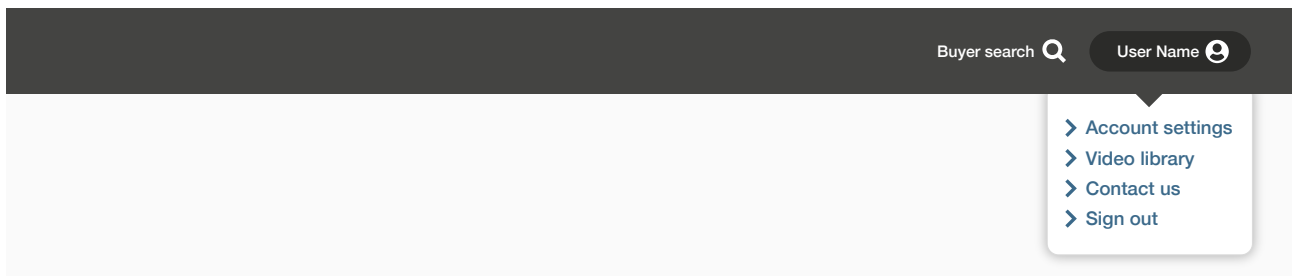 Buyer search
User Name
Account settings
Video library
Contact us
Sign out